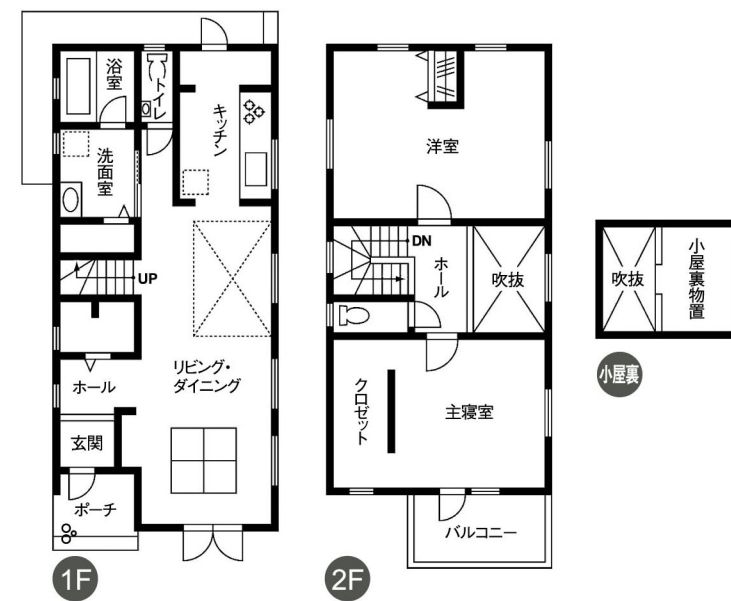 浴室
トイレ
キッチン
洗面室
UP
リビング・
ダイニング
ホール
玄関
ポーチ
1F
洋室
DN
ホール
吹抜
クロゼット
主寝室
バルコニー
2F
吹抜
小屋裏物置
小屋裏